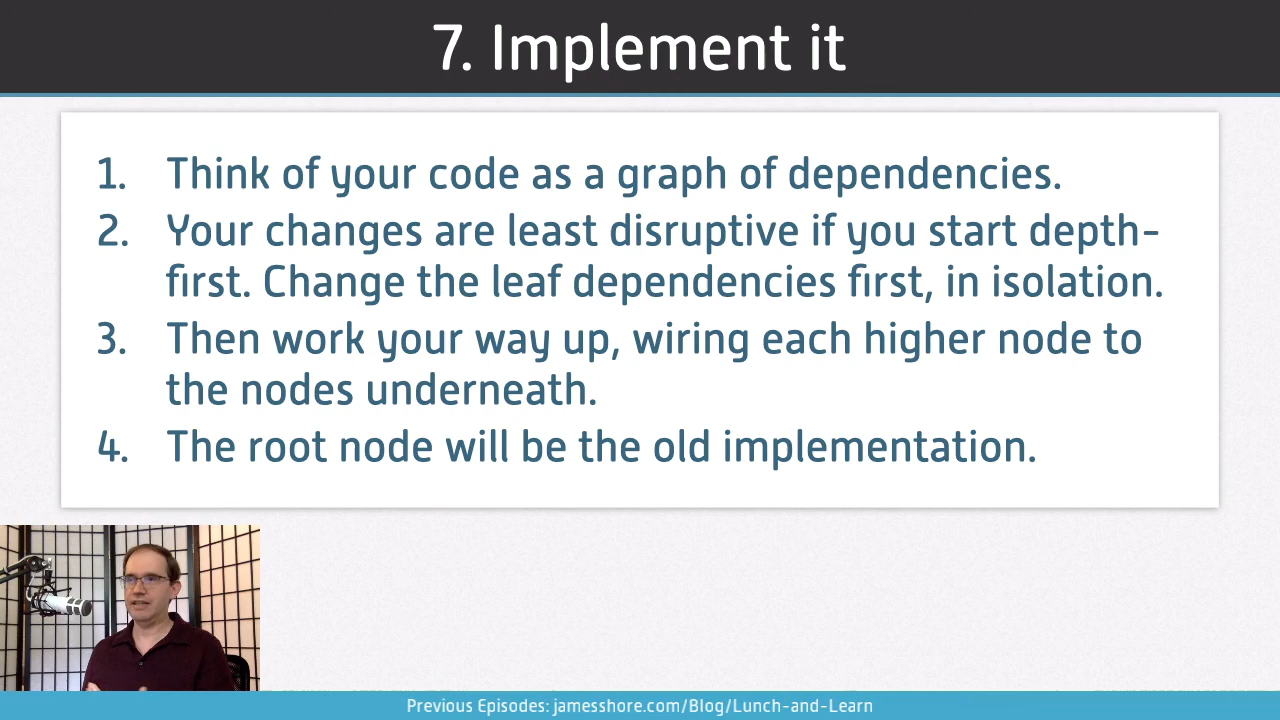 7. Implement it
1. Think of your code as a graph of dependencies.
2. Your changes are least disruptive if you start depth-
first. Change the leaf dependencies first, in isolation.
3. Then work your way up, wiring each higher node to
the nodes underneath.
4. The root node will be the old implementation.
Previous Episodes: jamesshore.com/Blog/Lunch-and-Learn